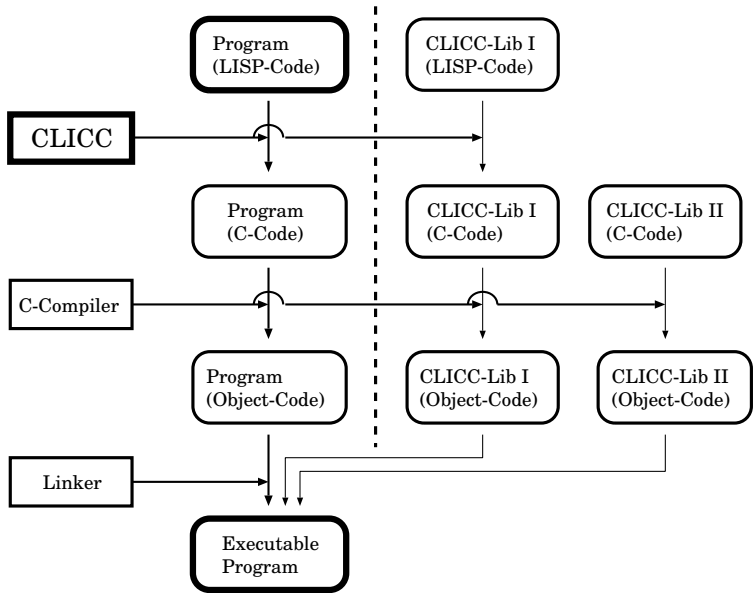 Program
(LISP-Code)
CLICC-Lib I
(LISP-Code)
CLICC
Program
(C-Code)
CLICC-Lib I
(C-Code)
CLICC-Lib II
(C-Code)
C-Compiler
Program
(Object-Code)
CLICC-Lib I
(Object-Code)
CLICC-Lib II
(Object-Code)
Linker
Executable
Program